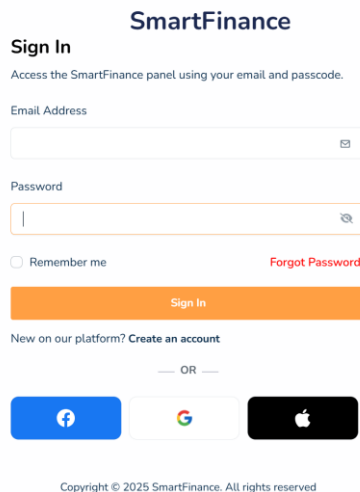 SmartFinance
Sign In
Access the SmartFinance panel using your email and passcode.
Email Address
Password
Remember me Forgot Password
Sign In
New on our platform? Create an account
OR
Copyright © 2025 SmartFinance. All rights reserved